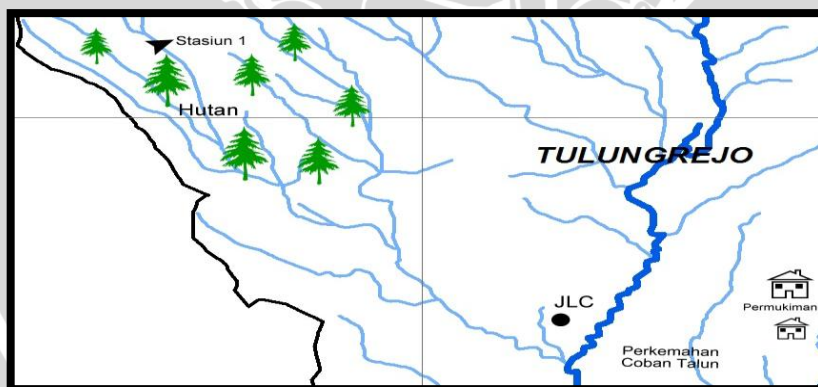 Stasiun 1
Hutan
TULUNGREJO
JLC
Permukiman
Perkemahan
Coban Talun